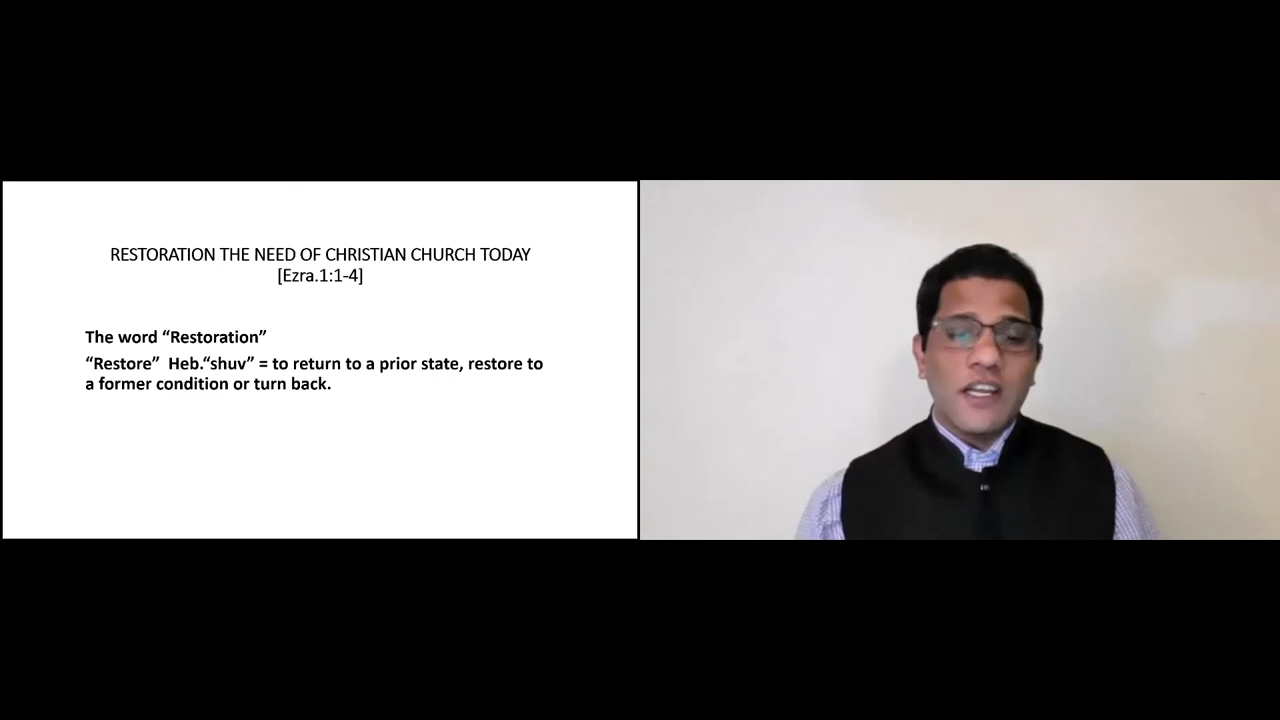 RESTORATION THE NEED OF CHRISTIAN CHURCH TODAY
[Ezra.1:1-4]
The word “Restoration”
“Restore”  Heb.“shuv” = to return to a prior state, restore to
a former condition or turn back.